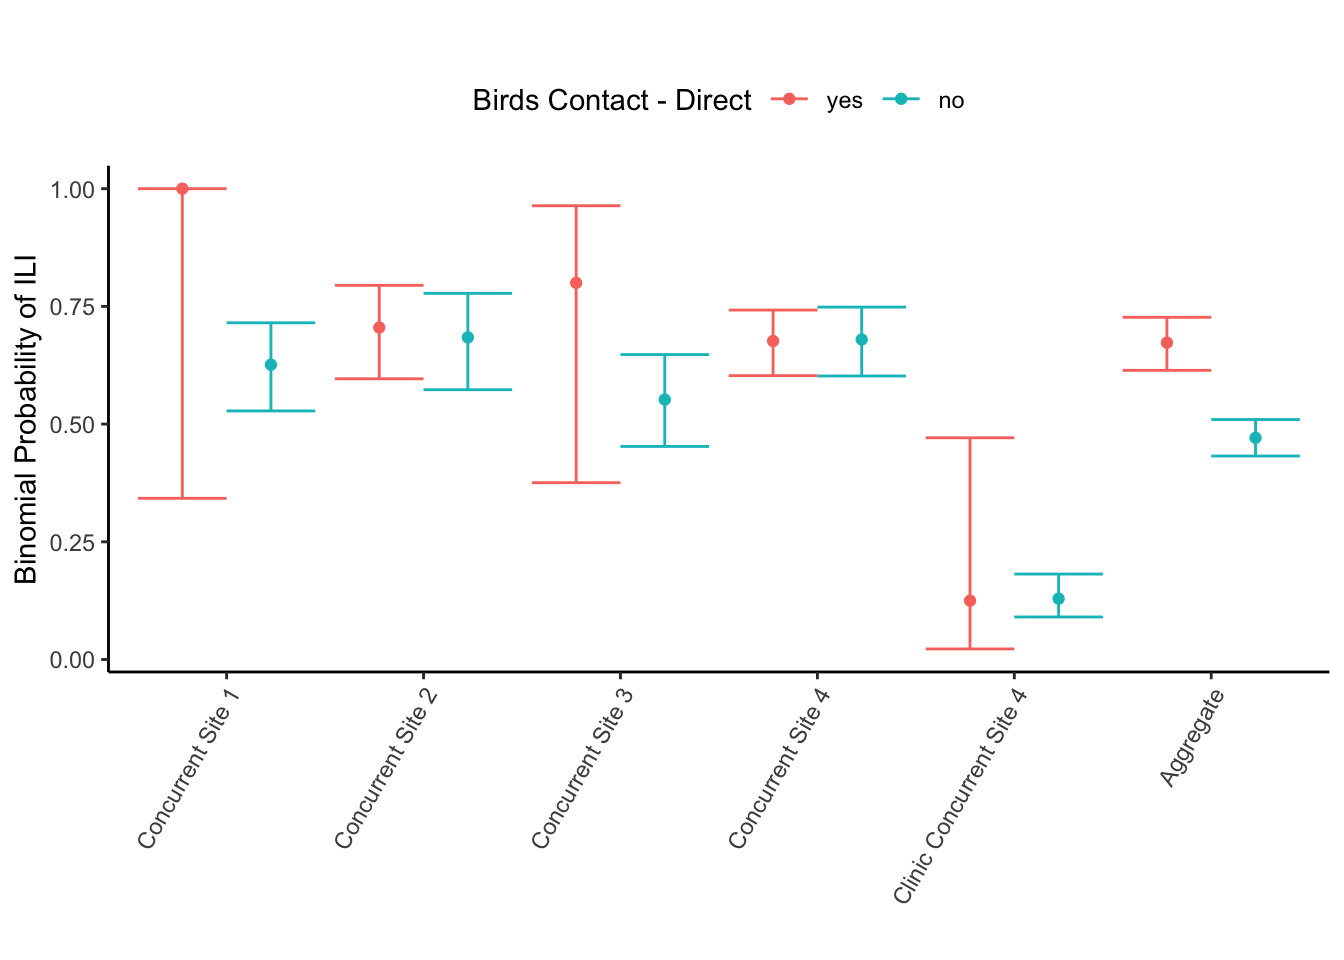 Birds Contact - Direct yes no
Binomial Probability of ILI
1.00
0.75
0.50
0.25
0.00
Concurrent Site 1
Concurrent Site 2
Concurrent Site 3
Concurrent Site 4
Clinic Concurrent Site 4
Aggregate